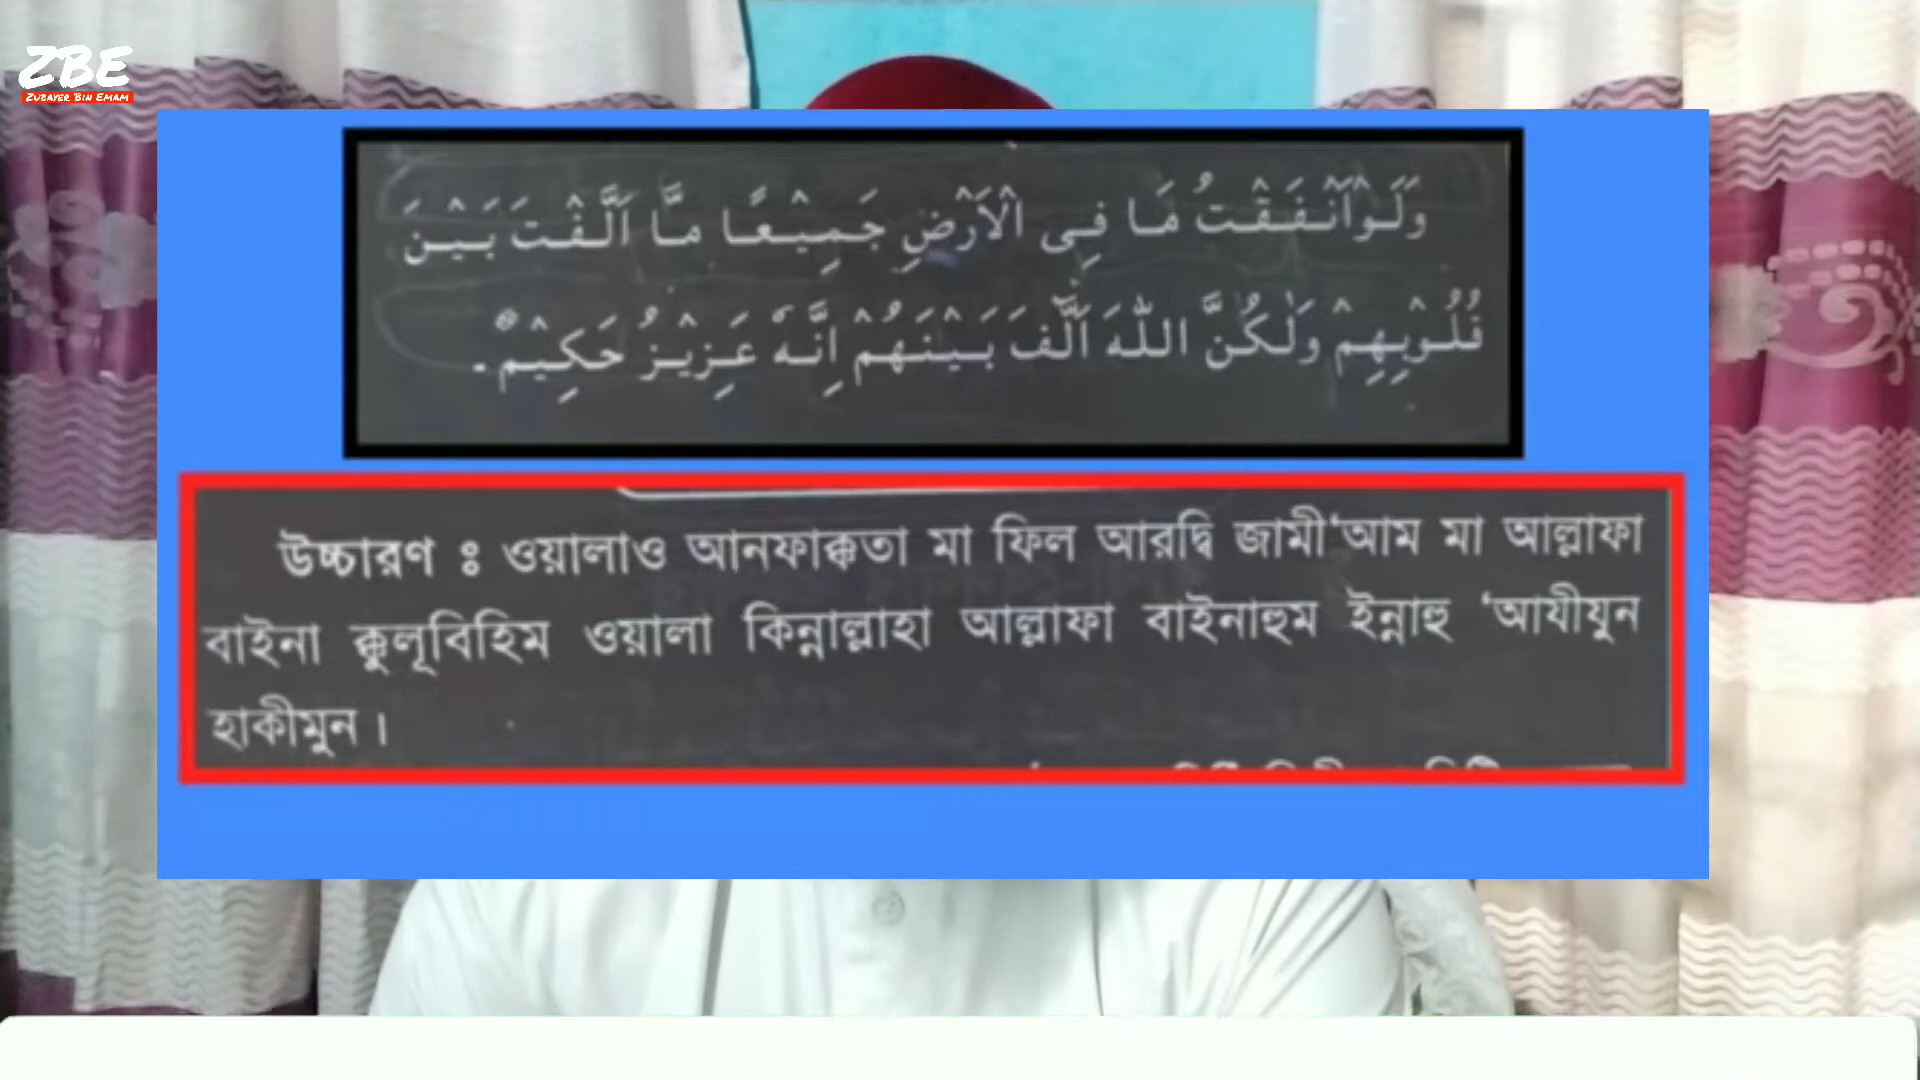 ZBE
ZUBAYER BIN EMAM
وَلَوْاَنْفَقْتُ مَا فِى الْاَرْضِ جَمِيْعًا مَّا اَلَّفْتَ بَيْنَ
قُلُوْبِهِمْ وَلٰكُنَّ اللّٰهَ اَلَّفَ بَيْنَهُمْ اِنَّهٗ عَزِيْزُ حَكِيْمٌ۔
উচ্চারণ ঃ ওয়ালাও আনফাক্কতা মা ফিল আরদ্বি জামী‘আম মা আল্লাফা
বাইনা ক্কুলূবিহিম ওয়ালা কিন্নাল্লাহা আল্লাফা বাইনাহুম ইন্নাহু ‘আযীযুন
হাকীমুন।